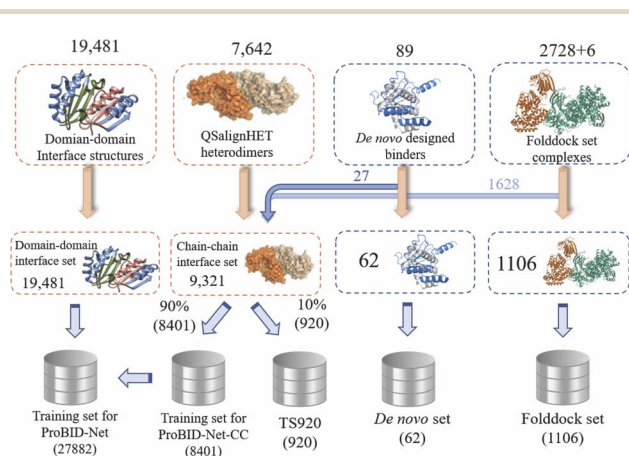 19,481
7,642
89
2728+6
Domian-domain
Interface structures
QSalignHET
heterodimers
De novo designed
binders
Folddock set
complexes
27
1628
Domain-domain
interface set
19,481
Chain-chain
interface set
9,321
62
1106
90%
(8401)
10%
(920)
Training set for
ProBID-Net
(27882)
Training set for
ProBID-Net-CC
(8401)
TS920
(920)
De novo set
(62)
Folddock set
(1106)